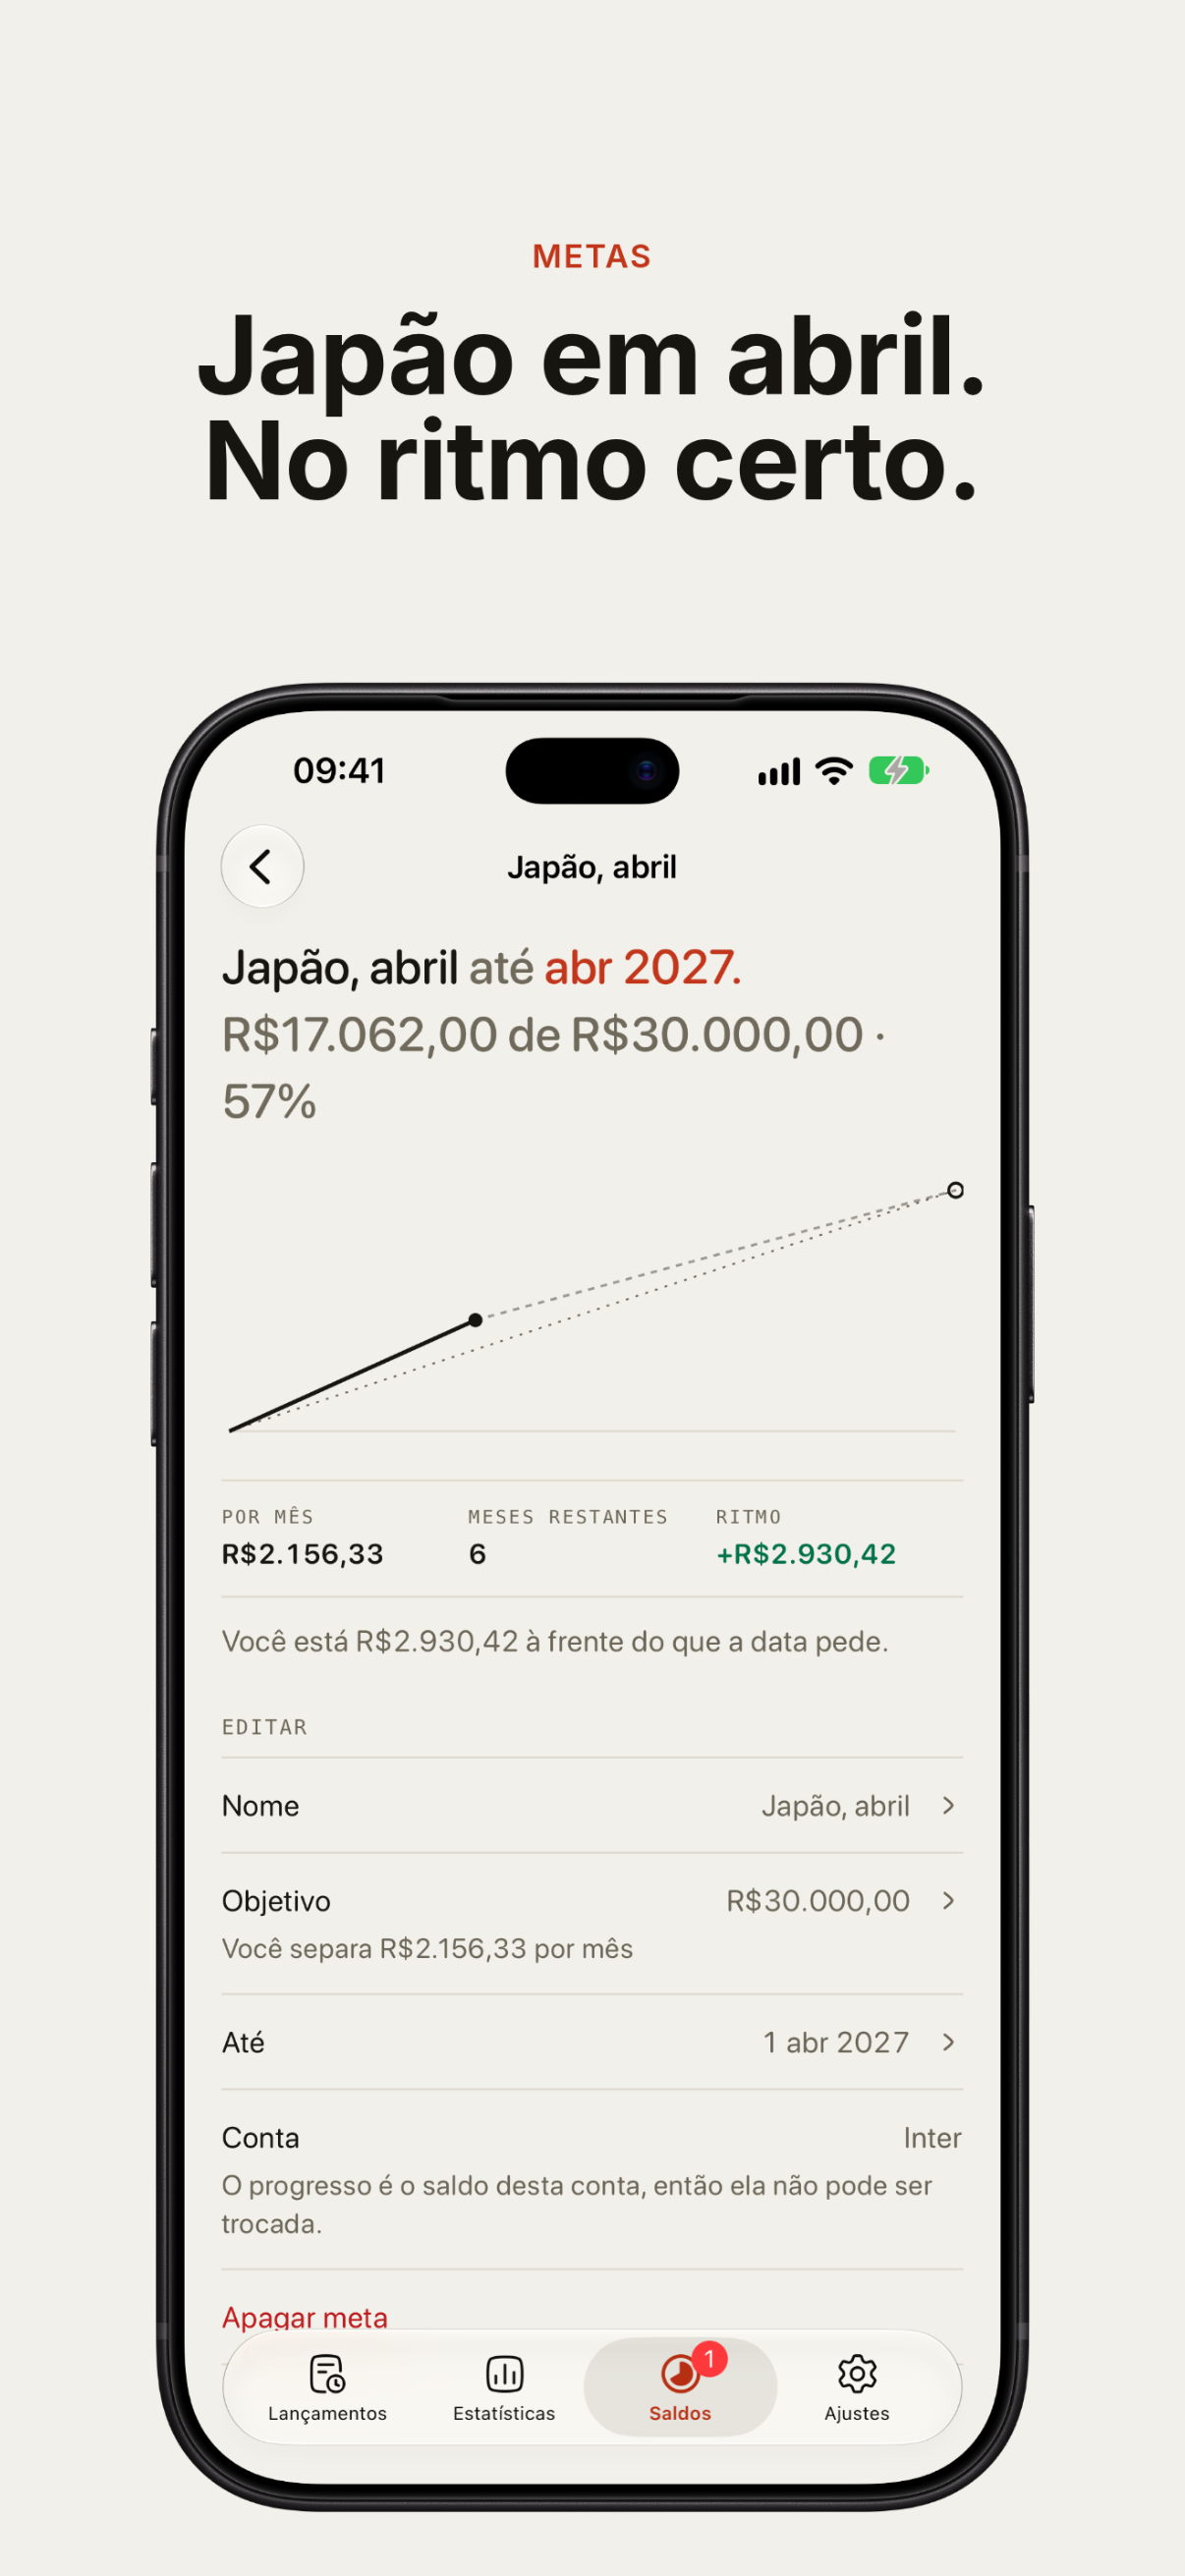 METAS
Japão em abril.
No ritmo certo.
09:41
Japão, abril
Japão, abril até abr 2027.
R$17.062,00 de R$30.000,00 ·
57%
POR MÊS MESES RESTANTES RITMO
R$2.156,33 6 +R$2.930,42
Você está R$2.930,42 à frente do que a data pede.
EDITAR
Nome Japão, abril
Objetivo R$30.000,00
Você separa R$2.156,33 por mês
Até 1 abr 2027
Conta Inter
O progresso é o saldo desta conta, então ela não pode ser
trocada.
Apagar meta
1
Lançamentos Estatísticas Saldos Ajustes